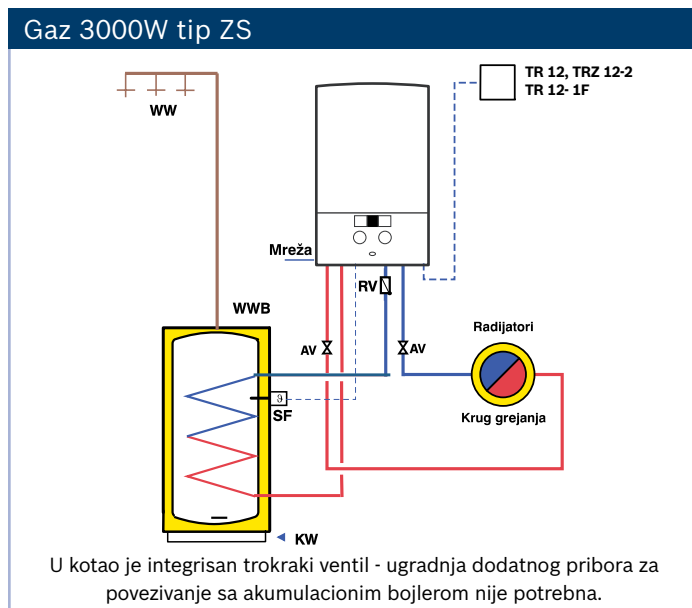 Gaz 3000W tip ZS
TR 12, TRZ 12-2
TR 12- 1F
WW
Mreža
RV
WWB
Radijatori
AV
AV
ϑ
SF
Krug grejanja
KW
U kotao je integrisan trokraki ventil - ugradnja dodatnog pribora za
povezivanje sa akumulacionim bojlerom nije potrebna.